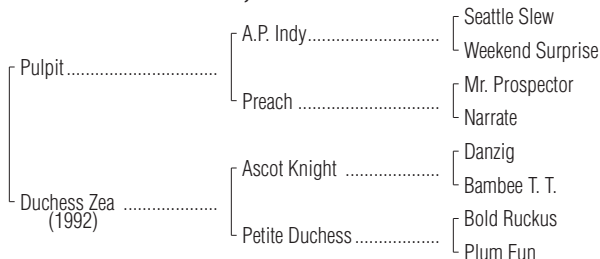 Seattle Slew
A.P. Indy
Weekend Surprise
Pulpit
Mr. Prospector
Preach
Narrate
Danzig
Ascot Knight
Bambee T. T.
Duchess Zea
(1992)
Bold Ruckus
Petite Duchess
Plum Fun